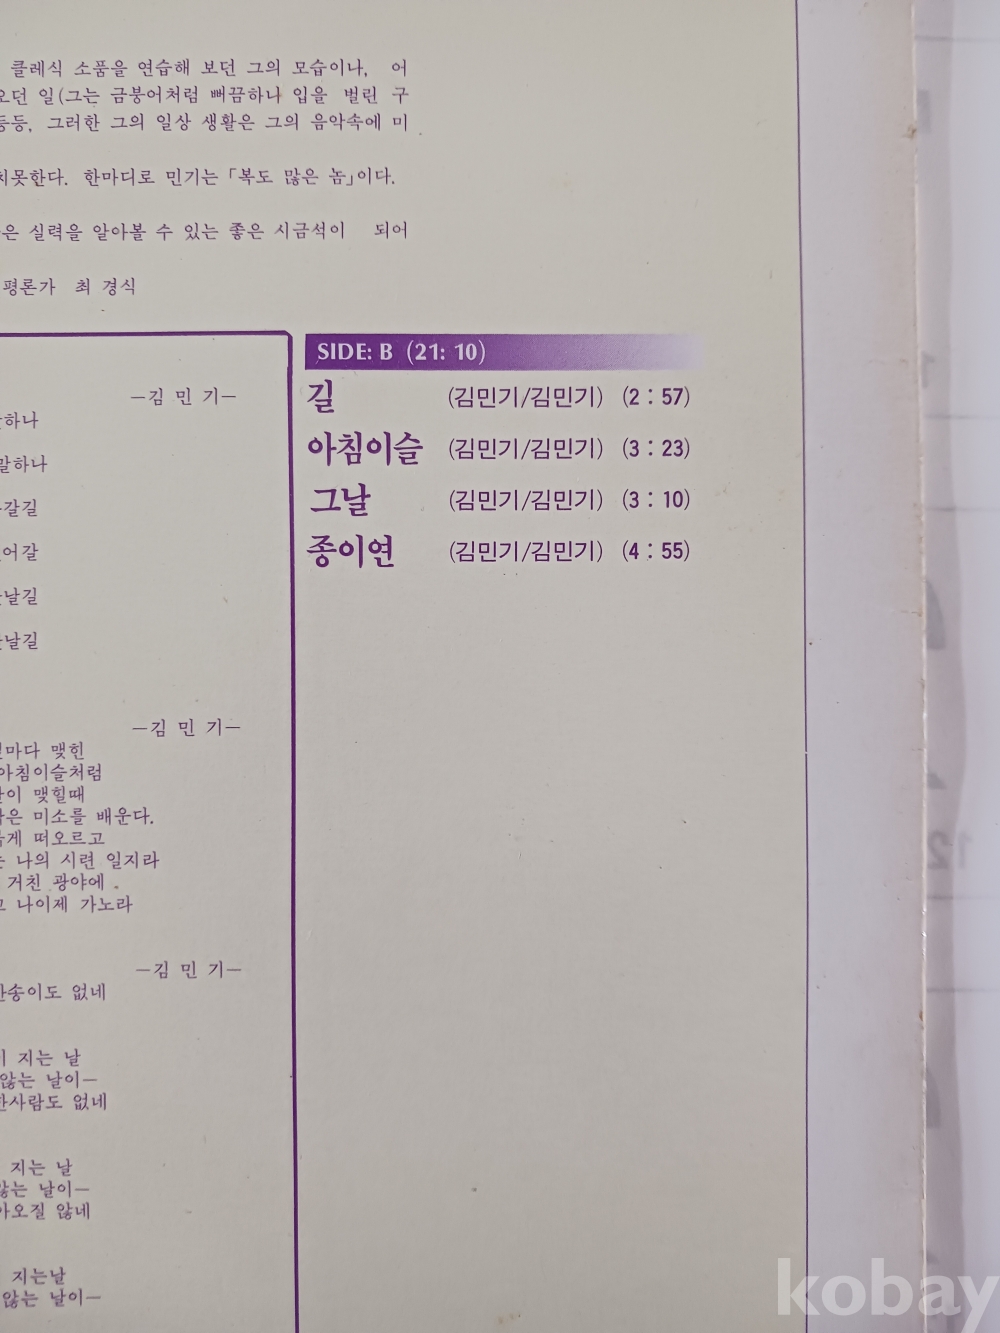 클레식 소품을 연습해 보던 그의 모습이나, 어
오던 일(그는 금붕어처럼 뻐끔하나 입을 벌린 구
등등, 그러한 그의 일상 생활은 그의 음악속에 미
치못한다. 한마디로 민기는 「복도 많은 놈」이다.
은 실력을 알아볼 수 있는 좋은 시금석이 되어
평론가 최 경식
SIDE: B (21: 10)
길 (김민기/김민기) (2 : 57)
아침이슬 (김민기/김민기) (3 : 23)
그날 (김민기/김민기) (3 : 10)
종이연 (김민기/김민기) (4 : 55)
—김 민 기—
하나
말하나
갈길
어갈
날길
날길
—김 민 기—
마다 맺힌
아침이슬처럼
이 맺힐때
작은 미소를 배운다.
붉게 떠오르고
는 나의 시련 일지라
거친 광야에
고 나이제 가노라
—김 민 기—
한송이도 없네
이 지는 날
않는 날이—
한사람도 없네
지는 날
않는 날이—
아오질 않네
지는날
않는 날이—
12
kobay